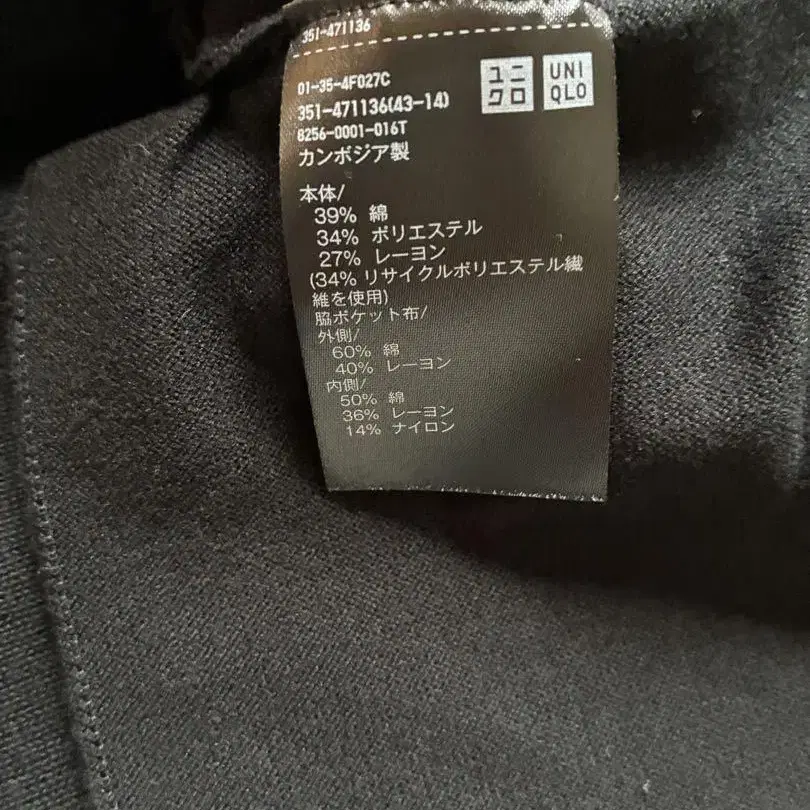 351-471136
01-35-4F027C
351-471136(43-14)
8256-0001-016T
カンボジア製
ユニ
クロ
UNI
QLO
本体/
39% 綿
34% ポリエステル
27% レーヨン
(34% リサイクルポリエステル繊
維を使用)
脇ポケット布/
外側/
60% 綿
40% レーヨン
内側/
50% 綿
36% レーヨン
14% ナイロン